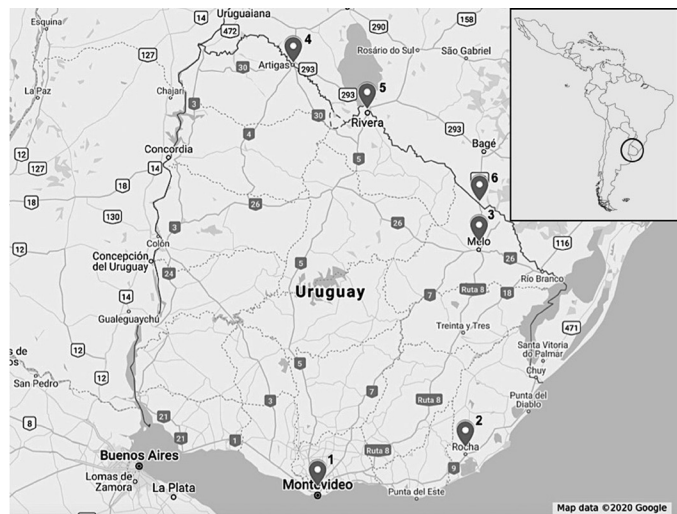 Esquina
14
Uruguaiana
472
290
158
4
Artigas
293
30
Rosário do Sul
São Gabriel
127
La Paz
Chajarí
3
5
293
Rivera
30
293
Bagé
4
5
12
127
Concordia
14
18
6
18
26
3
Melo
26
130
3
116
12
Colón
Concepción
del Uruguay
24
5
26
Río Branco
14
Uruguay
7
Ruta 8
18
Gualeguaychú
Treinta y Tres
471
12
Santa Vitoria
do Palmar
San Pedro
12
5
7
Chuy
3
Ruta 8
Punta del
Diablo
8
21
21
1
2
Rocha
Buenos Aires
Ruta 8
1
9
Lomas de
Zamora
La Plata
Montevideo
Punta del Este
Map data ©2020 Google